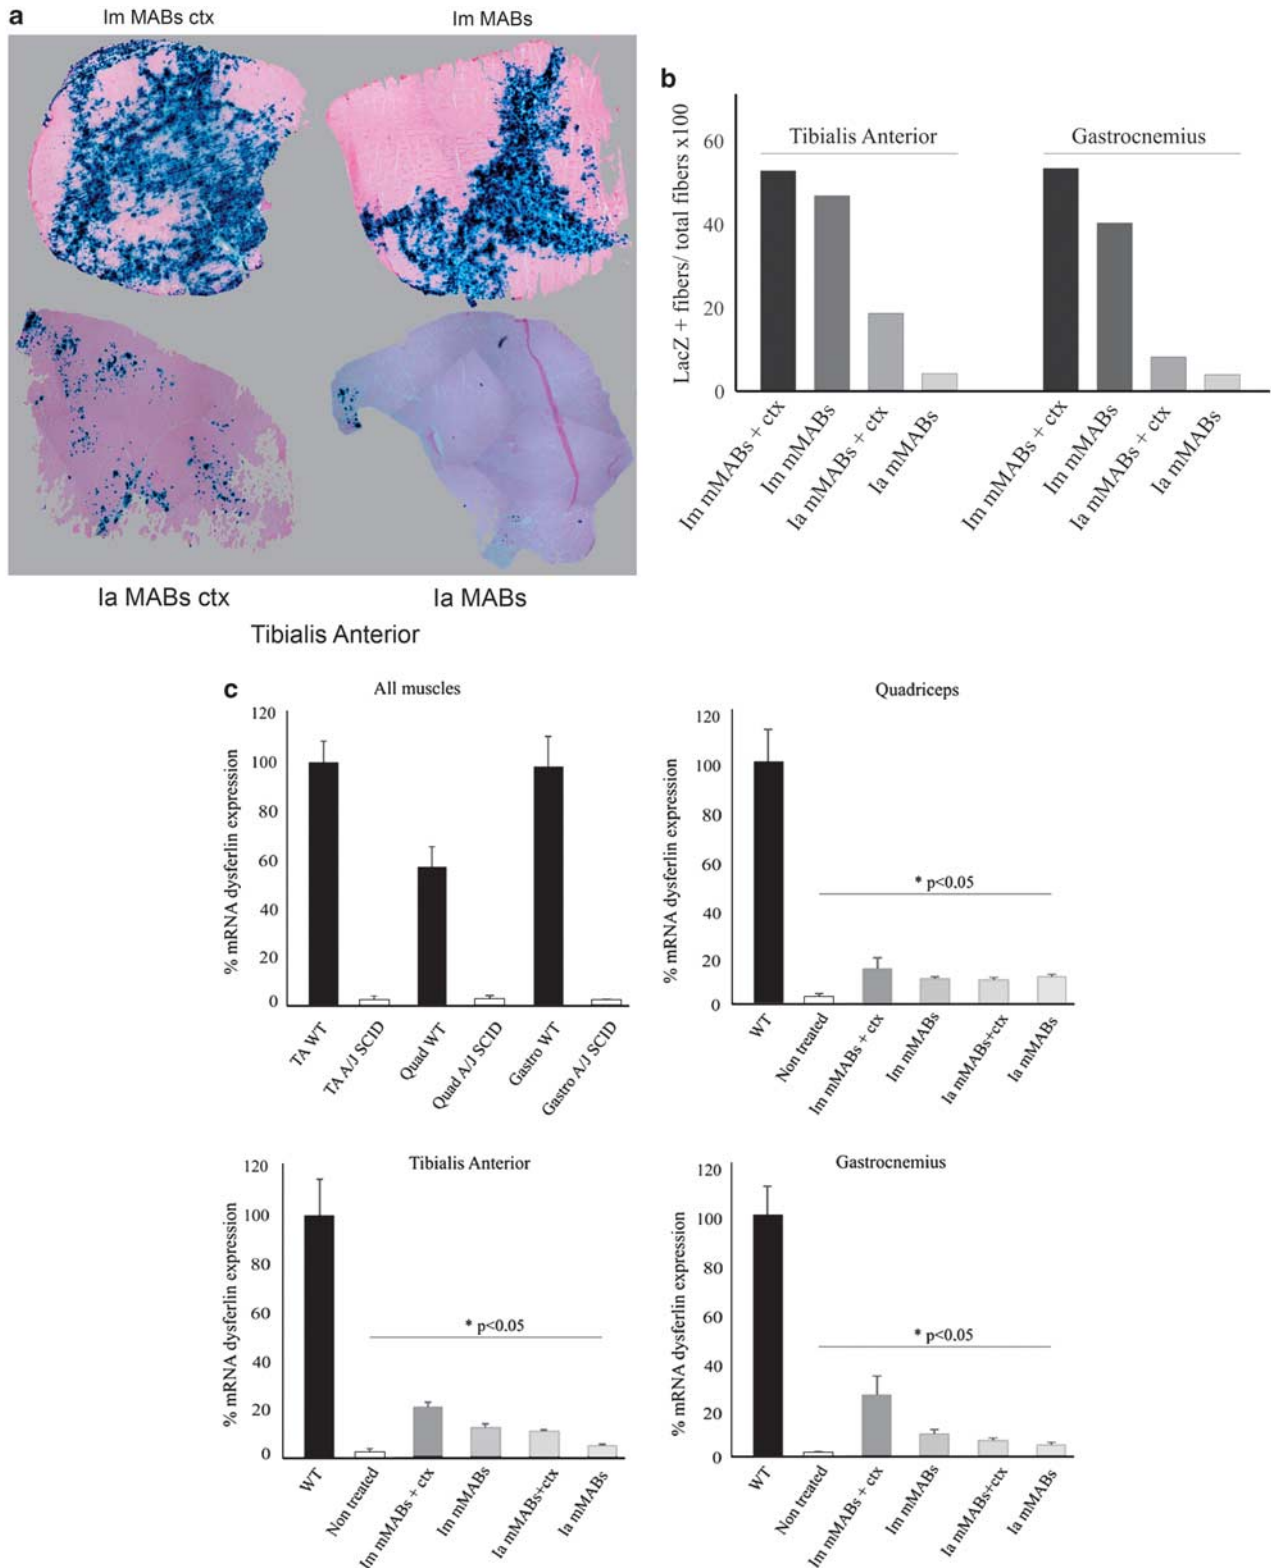 a
Im MABs ctx
Im MABs
Ia MABs ctx
Ia MABs
Tibialis Anterior
b
LacZ + fibers/ total fibers x100
60
40
20
0
Tibialis Anterior
Gastrocnemius
Im mMABs + ctx
Im mMABs
Ia mMABs + ctx
Ia mMABs
Im mMABs + ctx
Im mMABs
Ia mMABs + ctx
Ia mMABs
c
All muscles
% mRNA dysferlin expression
120
100
80
60
40
20
0
TA WT
TA A/J SCID
Quad WT
Quad A/J SCID
Gastro WT
Gastro A/J SCID
Quadriceps
% mRNA dysferlin expression
120
100
80
60
40
20
0
* p<0.05
WT
Non treated
Im mMABs + ctx
Im mMABs
Ia mMABs+ctx
Ia mMABs
Tibialis Anterior
% mRNA dysferlin expression
120
100
80
60
40
20
0
* p<0.05
WT
Non treated
Im mMABs + ctx
Im mMABs
Ia mMABs+ctx
Ia mMABs
Gastrocnemius
% mRNA dysferlin expression
120
100
80
60
40
20
0
* p<0.05
WT
Non treated
Im mMABs + ctx
Im mMABs
Ia mMABs+ctx
Ia mMABs